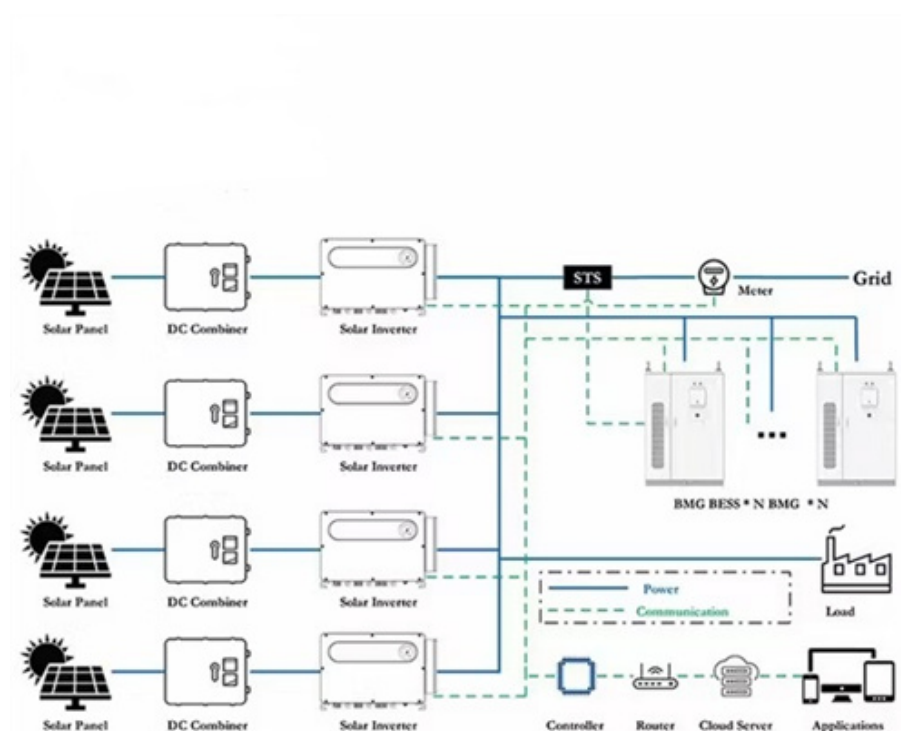 STS
Grid
Meter
Solar Panel DC Combiner Solar Inverter
Solar Panel DC Combiner Solar Inverter
BMG BESS * N BMG * N
Solar Panel DC Combiner Solar Inverter
Power
Communication
Load
Solar Panel DC Combiner Solar Inverter Controller Router Cloud Server Applications